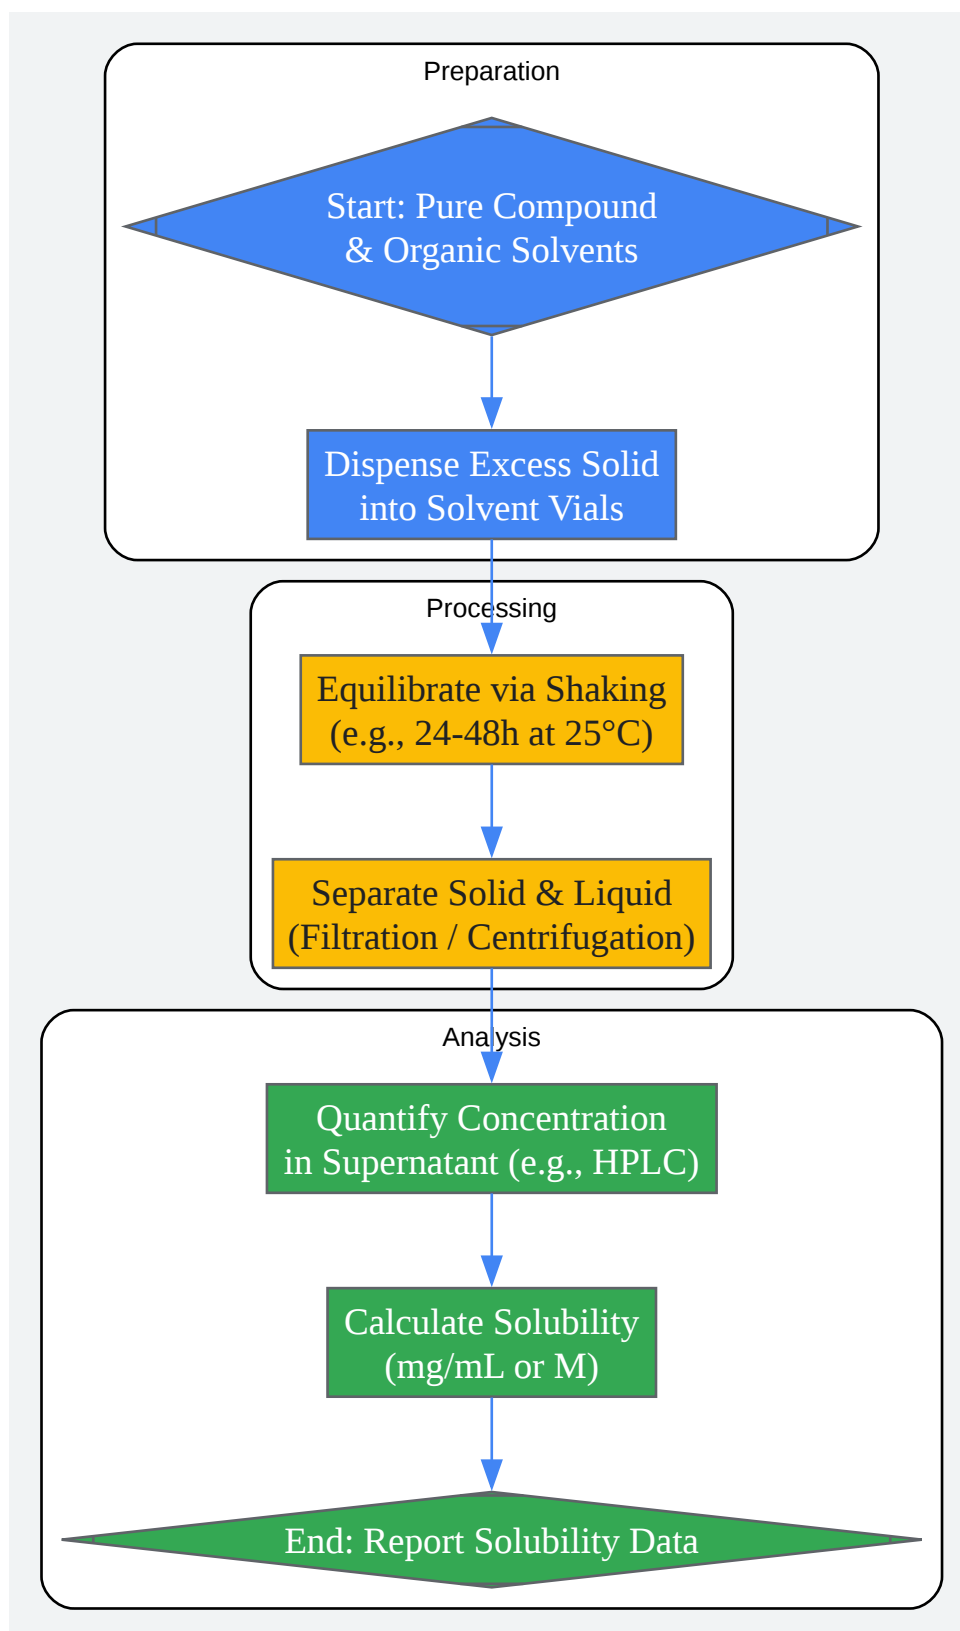 Preparation
Start: Pure Compound
& Organic Solvents
Dispense Excess Solid
into Solvent Vials
Processing
Equilibrate via Shaking
(e.g., 24-48h at 25°C)
Separate Solid & Liquid
(Filtration / Centrifugation)
Analysis
Quantify Concentration
in Supernatant (e.g., HPLC)
Calculate Solubility
(mg/mL or M)
End: Report Solubility Data